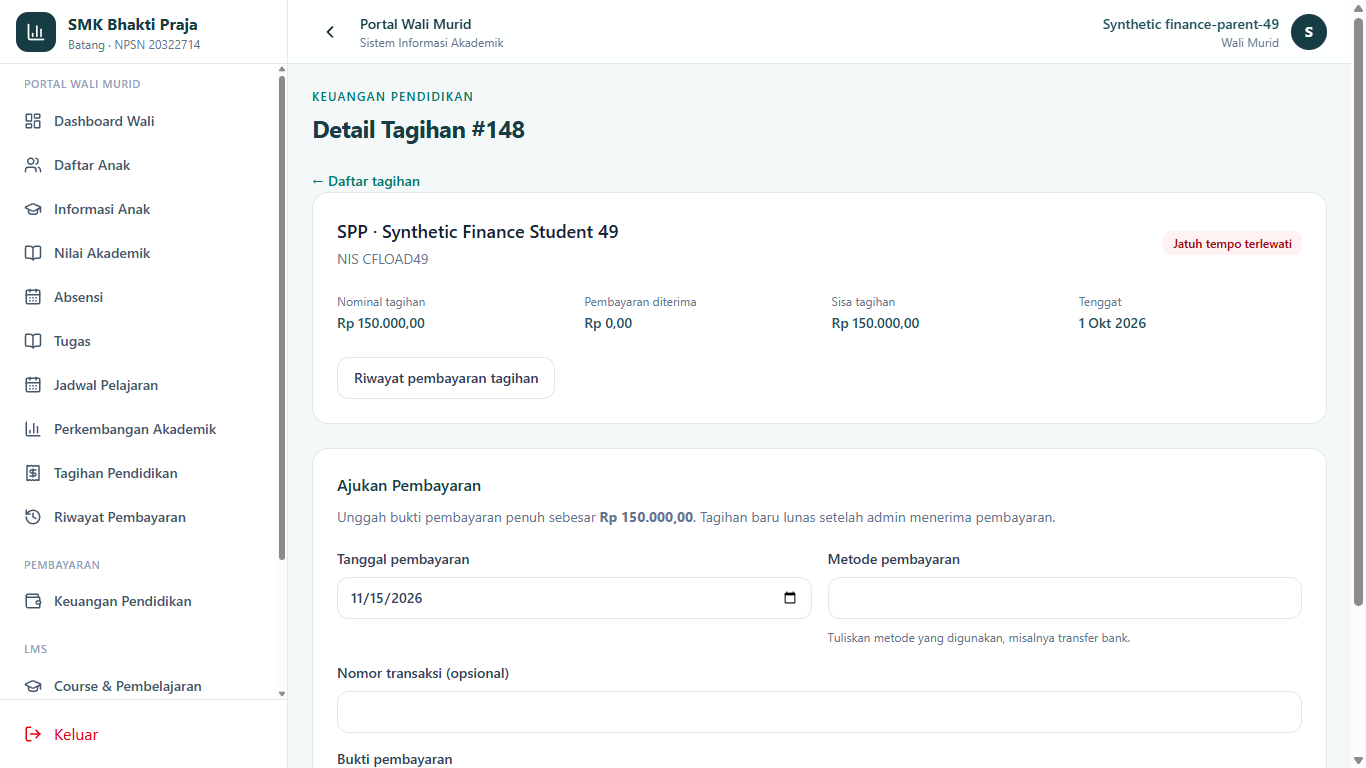 SMK Bhakti Praja
Batang · NPSN 20322714
PORTAL WALI MURID
Dashboard Wali
Daftar Anak
Informasi Anak
Nilai Akademik
Absensi
Tugas
Jadwal Pelajaran
Perkembangan Akademik
Tagihan Pendidikan
Riwayat Pembayaran
PEMBAYARAN
Keuangan Pendidikan
LMS
Course & Pembelajaran
Keluar
Portal Wali Murid
Sistem Informasi Akademik
Synthetic finance-parent-49
Wali Murid
S
KEUANGAN PENDIDIKAN
Detail Tagihan #148
← Daftar tagihan
SPP · Synthetic Finance Student 49
NIS CFLOAD49
Jatuh tempo terlewati
Nominal tagihan
Rp 150.000,00
Pembayaran diterima
Rp 0,00
Sisa tagihan
Rp 150.000,00
Tenggat
1 Okt 2026
Riwayat pembayaran tagihan
Ajukan Pembayaran
Unggah bukti pembayaran penuh sebesar Rp 150.000,00. Tagihan baru lunas setelah admin menerima pembayaran.
Tanggal pembayaran
11/15/2026
Metode pembayaran
Tuliskan metode yang digunakan, misalnya transfer bank.
Nomor transaksi (opsional)
Bukti pembayaran